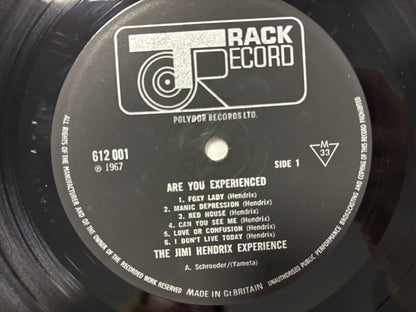 TRACK
RECORD
POLYDOR RECORDS LTD.
612 001
℗ 1967
SIDE 1
M
33
ARE YOU EXPERIENCED
1. FOXY LADY (Hendrix)
2. MANIC DEPRESSION (Hendrix)
3. RED HOUSE (Hendrix)
4. CAN YOU SEE ME (Hendrix)
5. LOVE OR CONFUSION (Hendrix)
6. I DON'T LIVE TODAY (Hendrix)
THE JIMI HENDRIX EXPERIENCE
A. Schroeder/(Yameta)
ALL RIGHTS OF THE MANUFACTURER AND OF THE OWNER OF THE RECORDED WORK RESERVED
UNAUTHORISED PUBLIC PERFORMANCE BROADCASTING AND COPYING OF THIS RECORD PROHIBITED
MADE IN Gt. BRITAIN